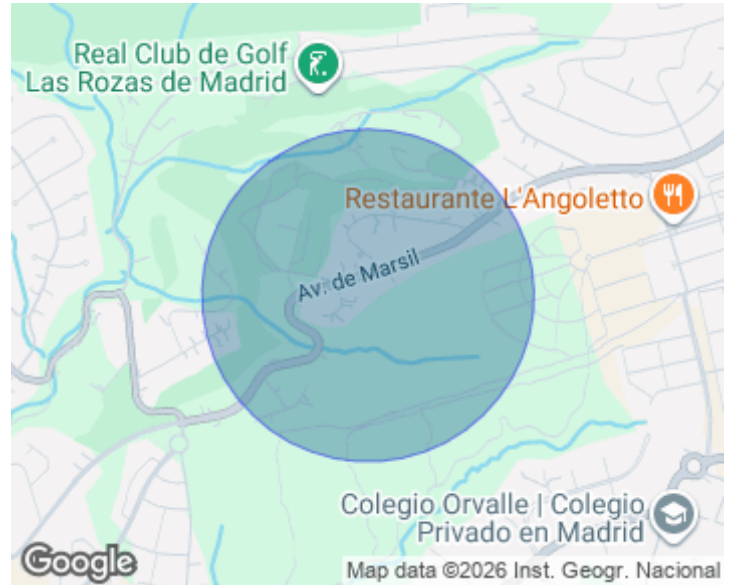 Real Club de Golf
Las Rozas de Madrid
Restaurante L'Angoletto
Av. de Marsil
Colegio Orvalle | Colegio
Privado en Madrid
Google
Map data ©2026 Inst. Geogr. Nacional